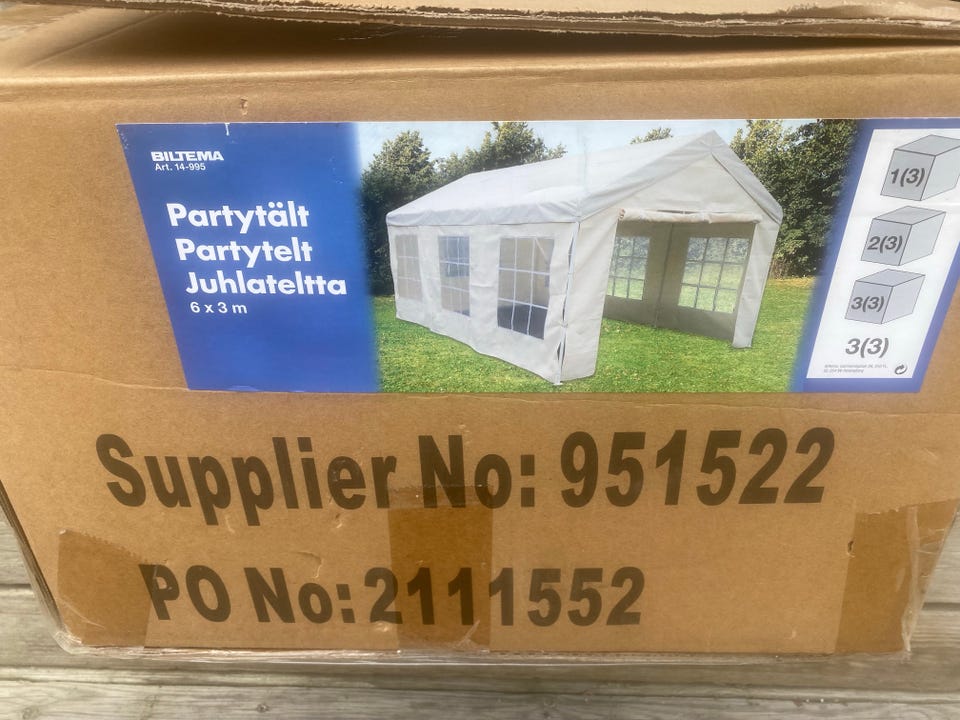 BILTEMA
Art. 14-995
Partytält
Partytelt
Juhlateltta
6 x 3 m
1(3)
2(3)
3(3)
3(3)
Supplier No: 951522
PO No: 2111552